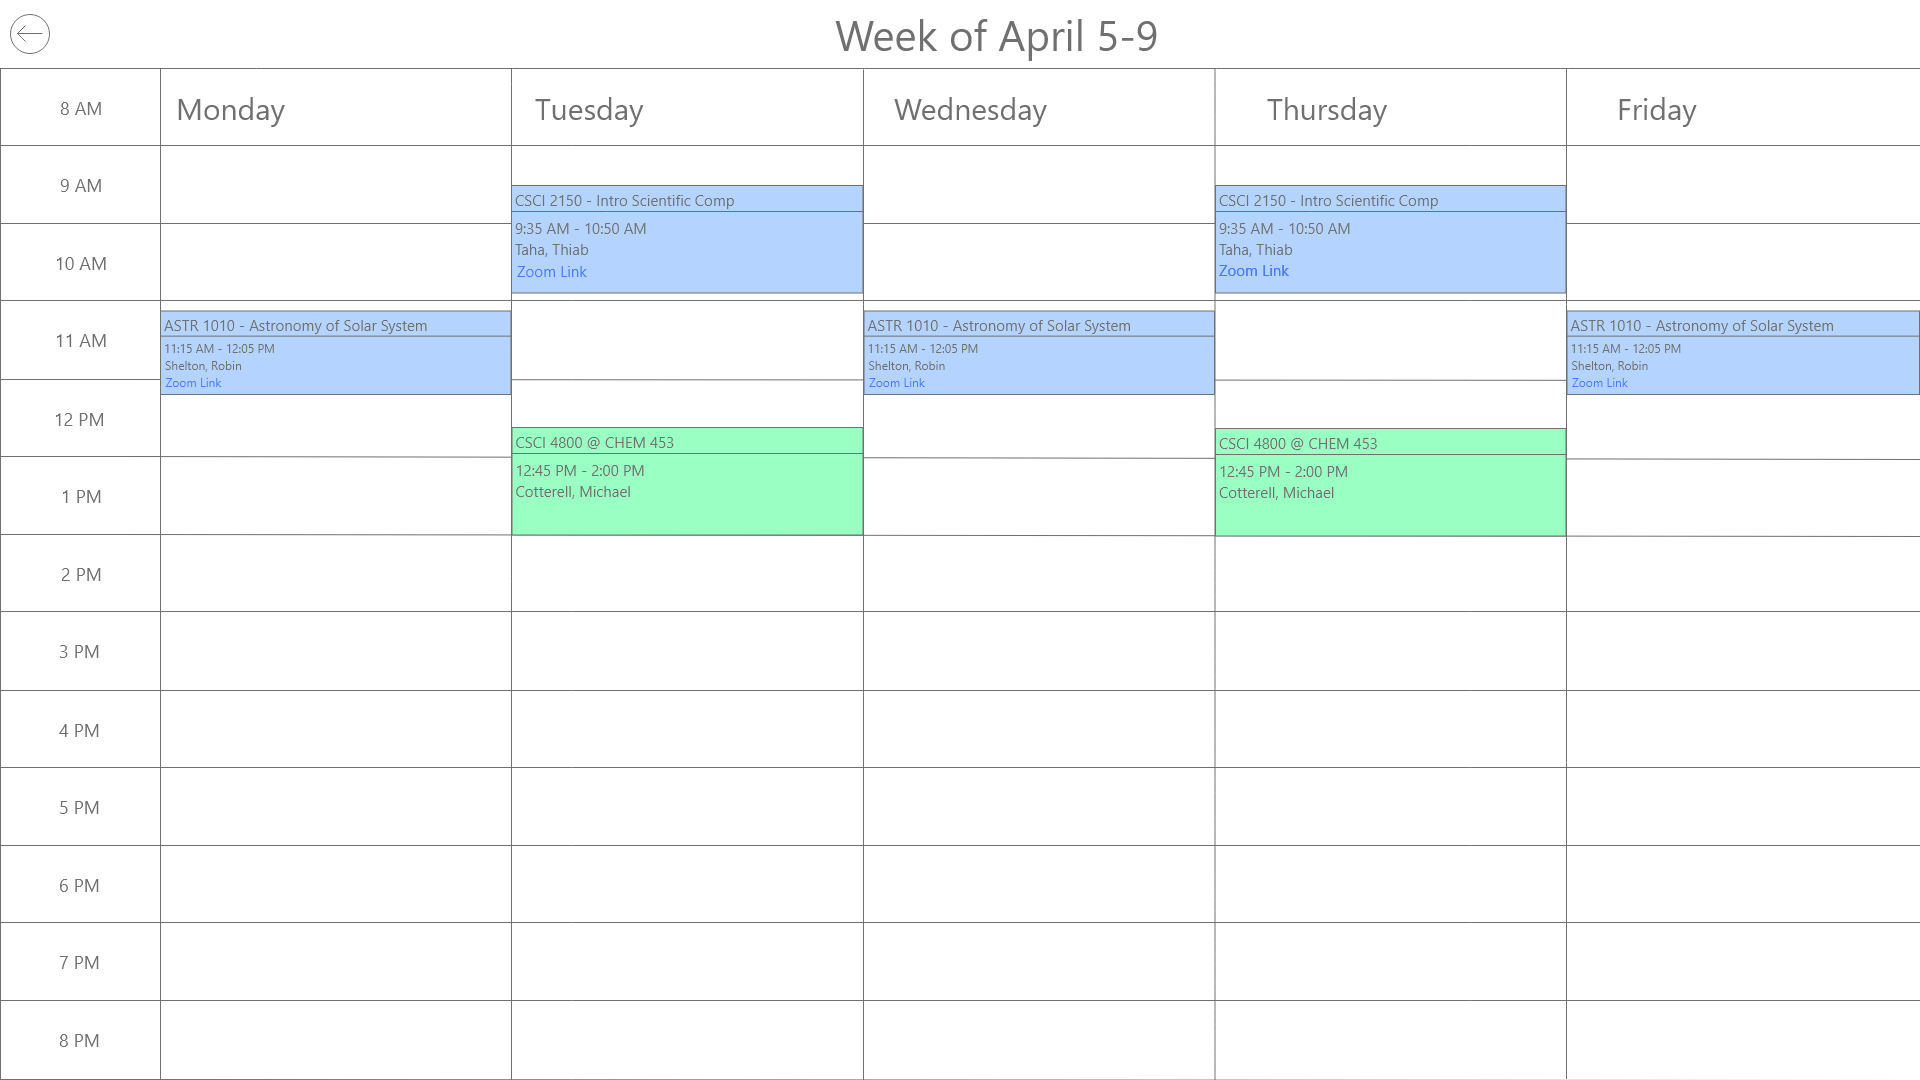 Week of April 5-9
8 AM
Monday
Tuesday
Wednesday
Thursday
Friday
9 AM
CSCI 2150 - Intro Scientific Comp
9:35 AM - 10:50 AM
Taha, Thiab
Zoom Link
CSCI 2150 - Intro Scientific Comp
9:35 AM - 10:50 AM
Taha, Thiab
Zoom Link
10 AM
11 AM
ASTR 1010 - Astronomy of Solar System
11:15 AM - 12:05 PM
Shelton, Robin
Zoom Link
ASTR 1010 - Astronomy of Solar System
11:15 AM - 12:05 PM
Shelton, Robin
Zoom Link
ASTR 1010 - Astronomy of Solar System
11:15 AM - 12:05 PM
Shelton, Robin
Zoom Link
12 PM
CSCI 4800 @ CHEM 453
12:45 PM - 2:00 PM
Cotterell, Michael
CSCI 4800 @ CHEM 453
12:45 PM - 2:00 PM
Cotterell, Michael
1 PM
2 PM
3 PM
4 PM
5 PM
6 PM
7 PM
8 PM